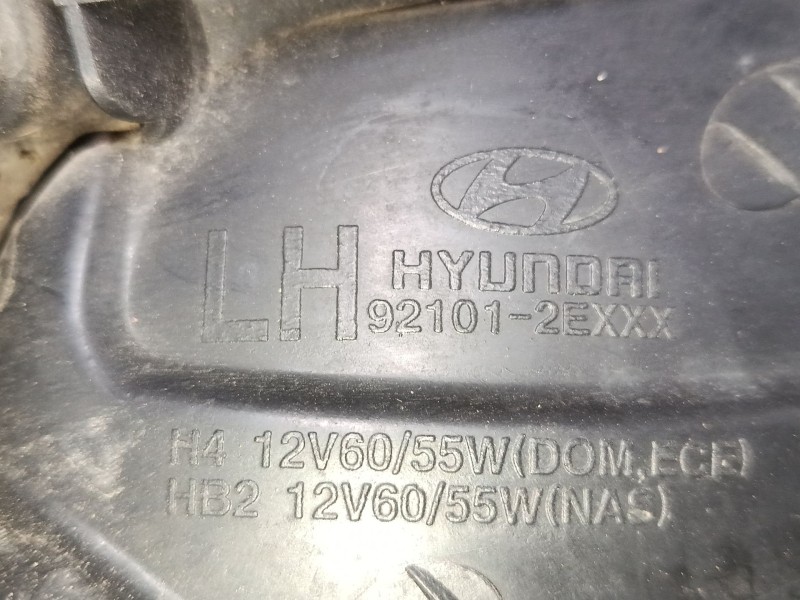 LH HYUNDAI
92101-2EXXX
H4 12V60/55W(DOM,ECE)
HB2 12V60/55W(NAS)